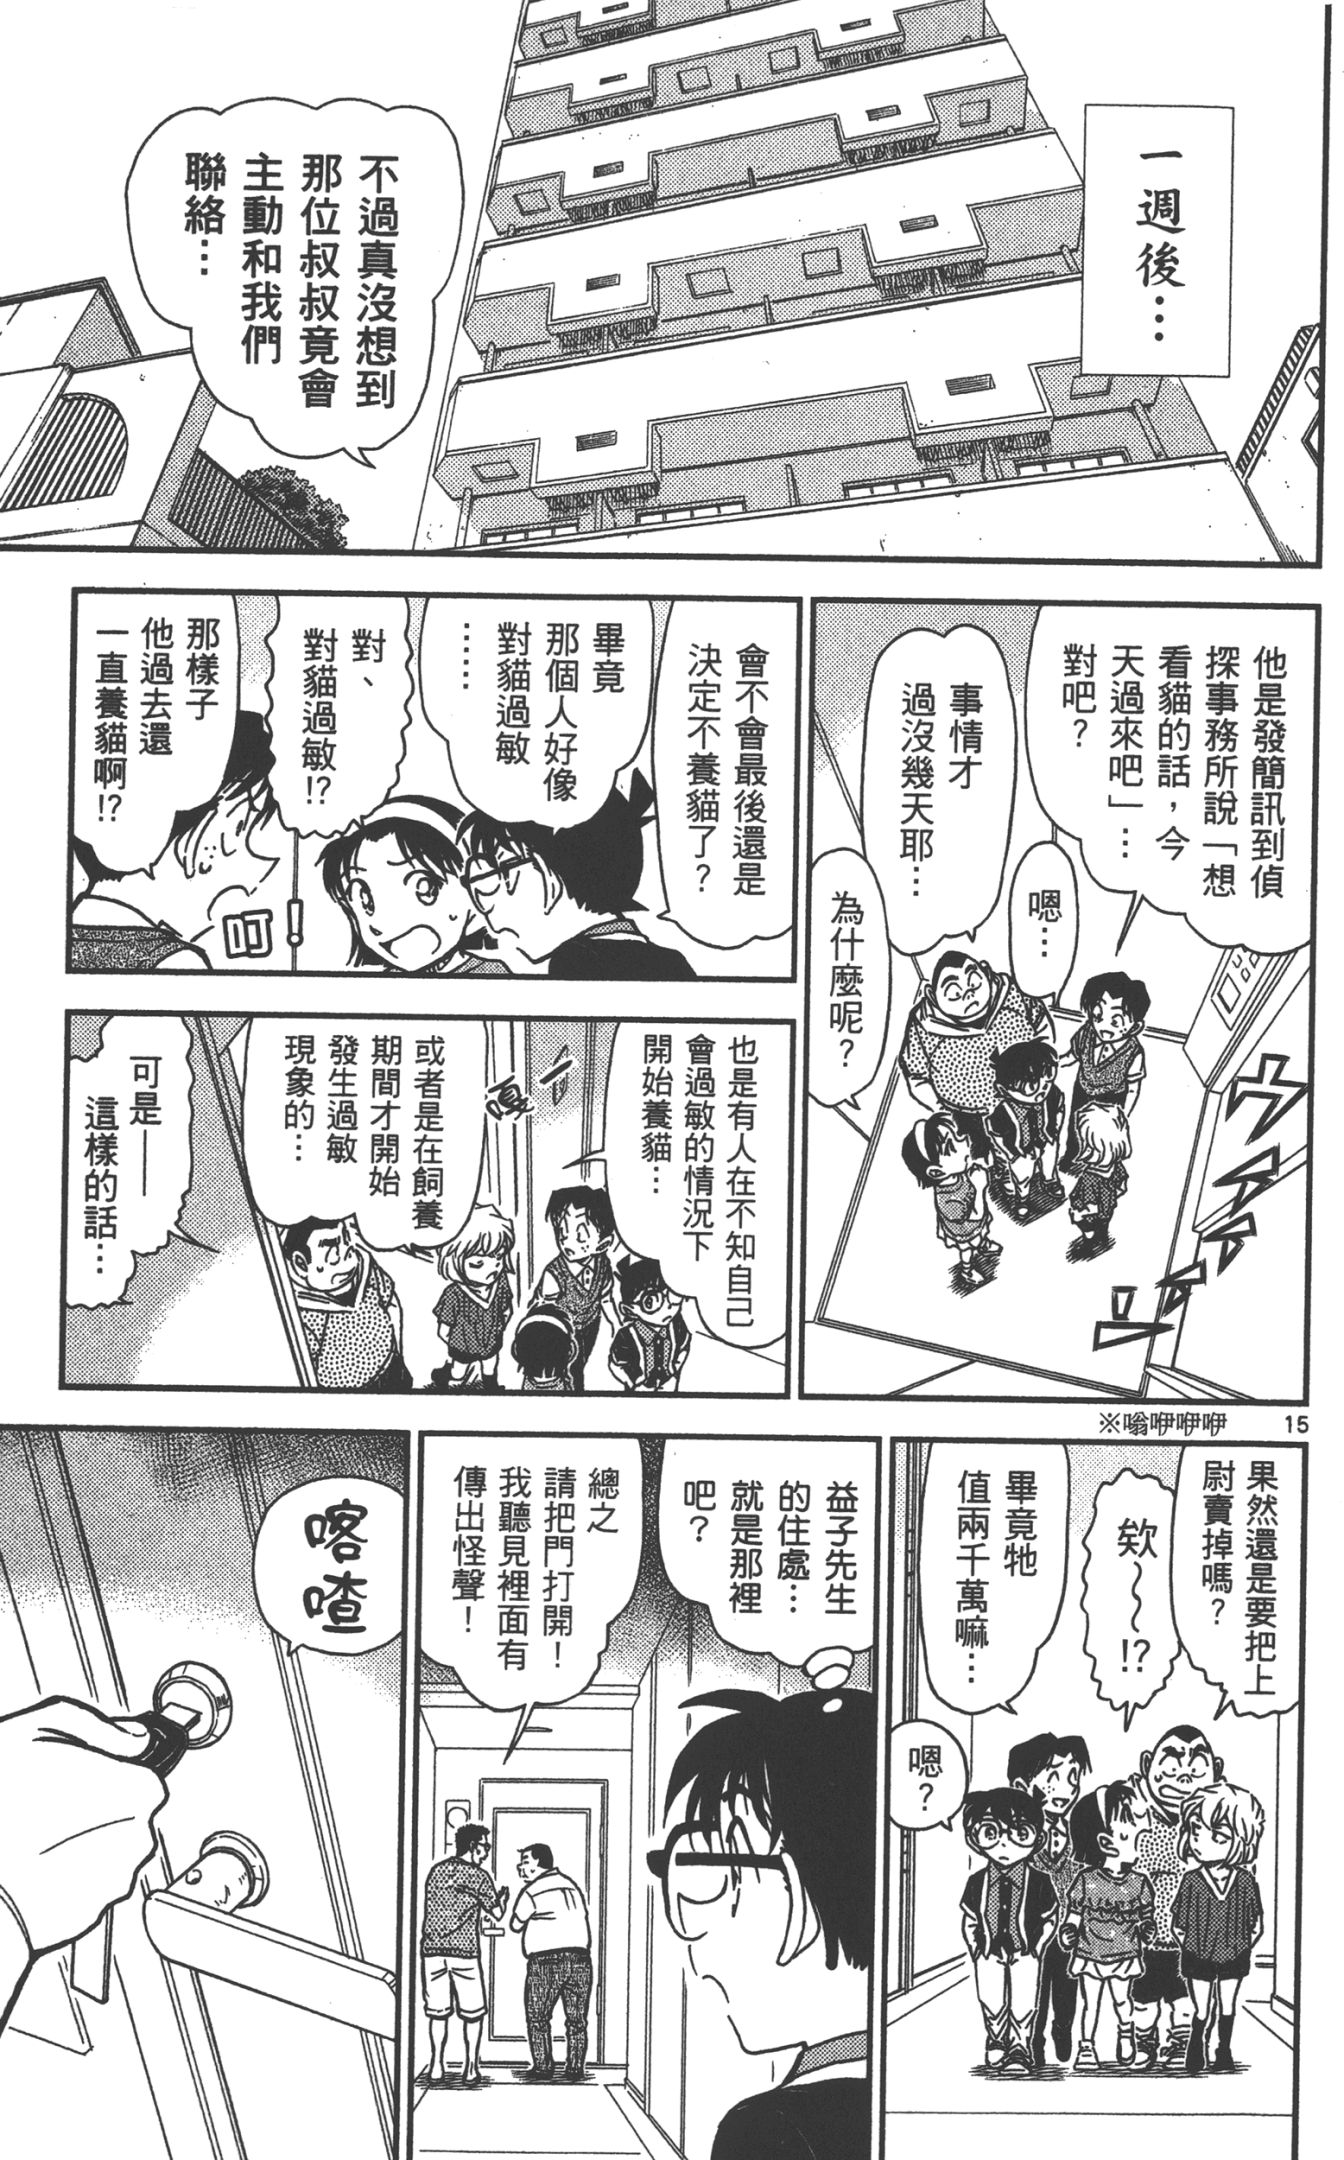 一週後…
不過真沒想到
那位叔叔竟會
主動和我們
聯絡…
他是發簡訊到偵
探事務所說「想
看貓的話，今
天過來吧」…
對吧？
嗯…
事情才
過沒幾天耶…
為什麼呢？
ウィィィン
會不會最後還是
決定不養貓了？
畢竟
那個人好像
對貓過敏
……
對、
對貓過敏!?
那樣子
他過去還
一直養貓啊!?
叮！
也是有人在不知自己
會過敏的情況下
開始養貓…
嘎
或者是在飼養
期間才開始
發生過敏
現象的…
可是——
這樣的話…
※嗡咿咿咿
15
果然還是要把上
尉賣掉嗎？
欸～～!?
畢竟牠
值兩千萬嘛…
嗯？
益子先生
的住處…
就是那裡
吧？
總之
請把門打開！
我聽見裡面有
傳出怪聲！
喀
喳